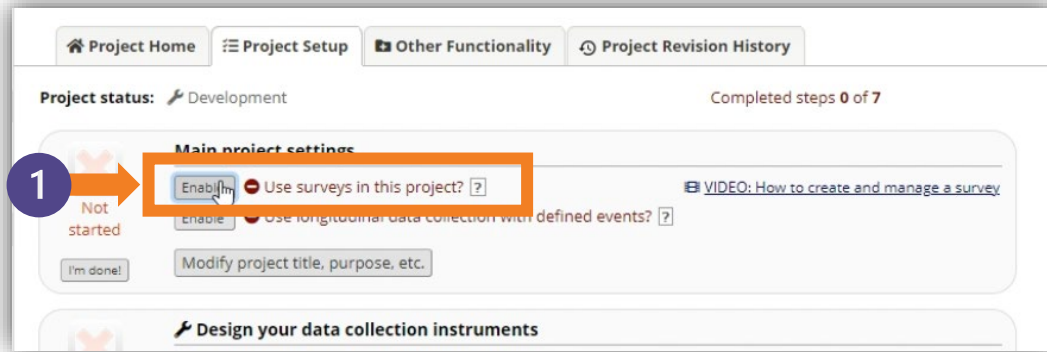 Project Home Project Setup Other Functionality Project Revision History
Project status: Development Completed steps 0 of 7
Main project settings
1
Enable Use surveys in this project? ? VIDEO: How to create and manage a survey
Not started
Enable Use longitudinal data collection with defined events? ?
I'm done!
Modify project title, purpose, etc.
Design your data collection instruments